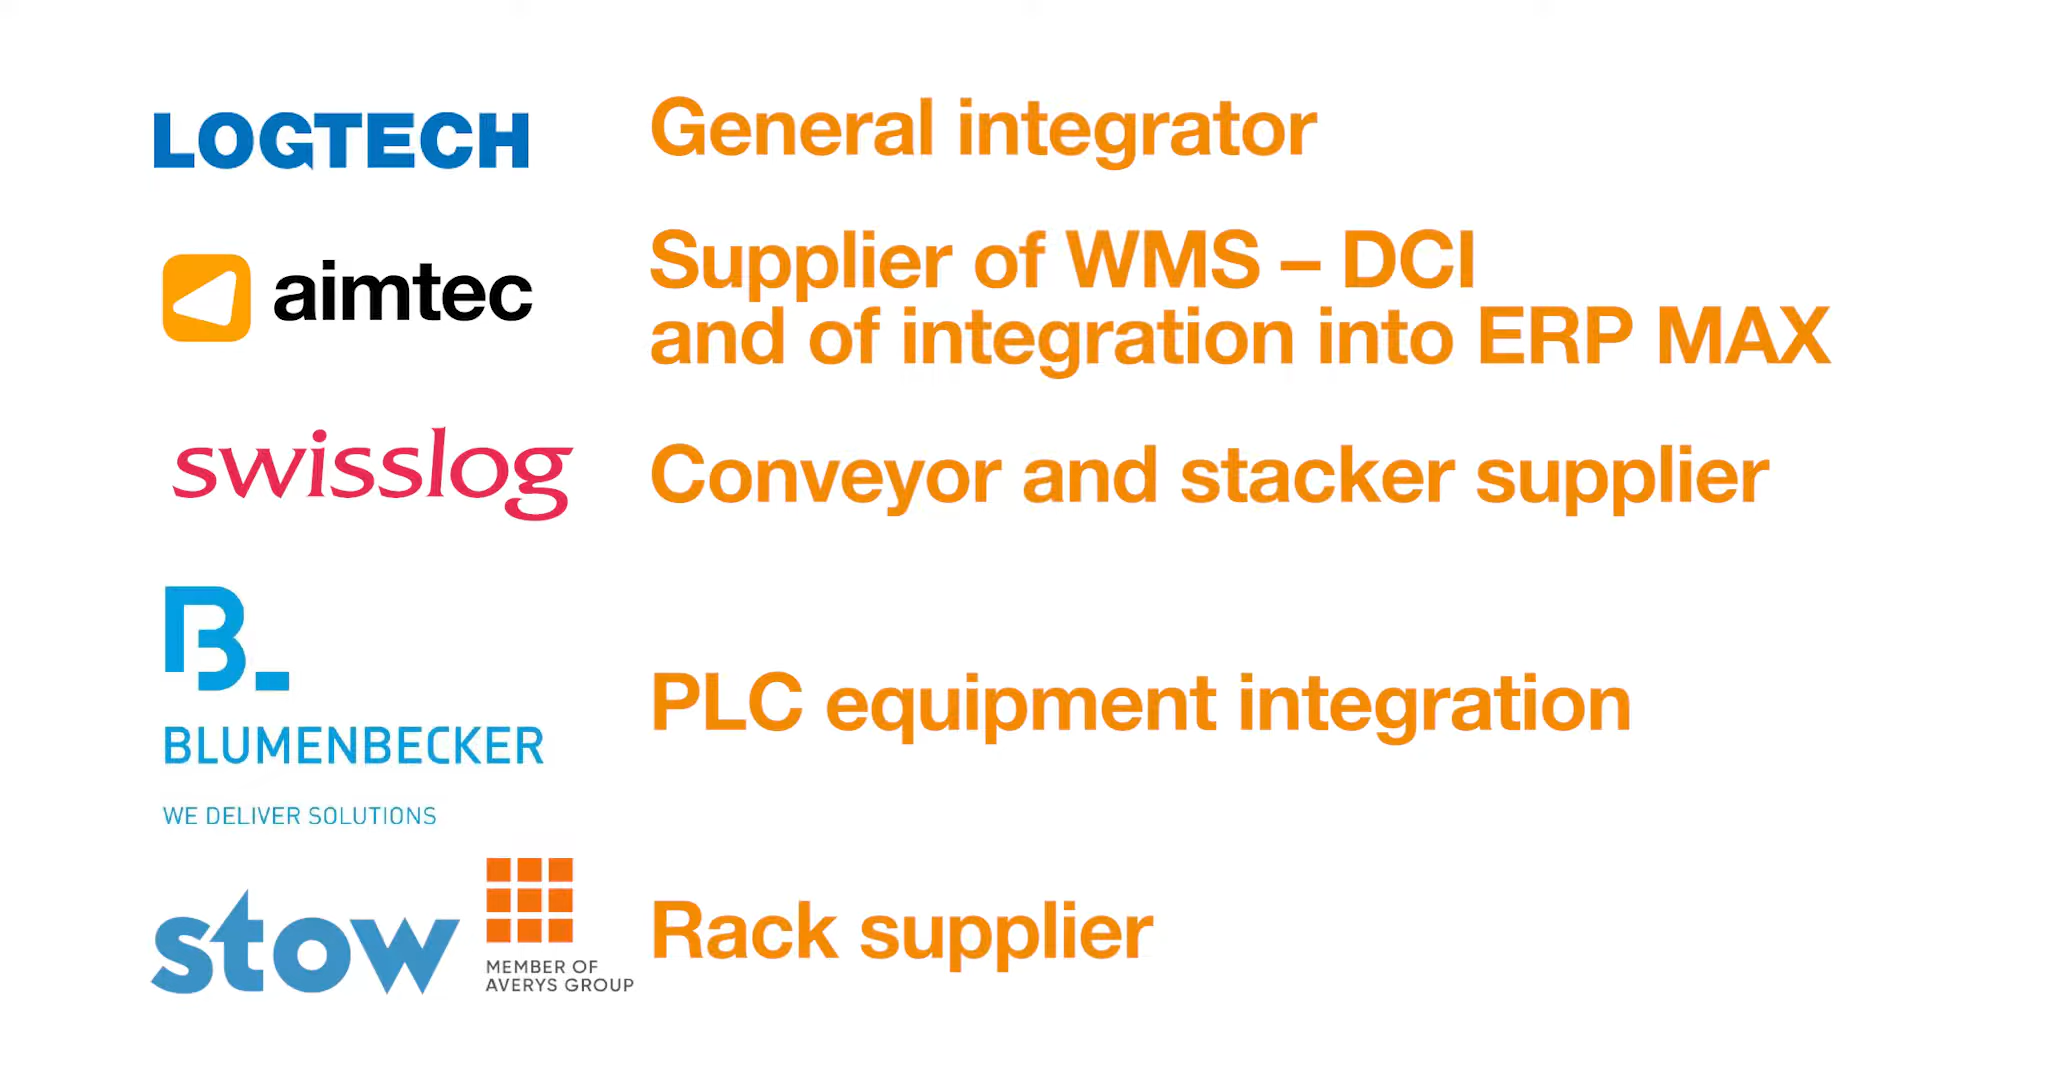 LOGTECH
General integrator
aimtec
Supplier of WMS – DCI
and of integration into ERP MAX
swisslog
Conveyor and stacker supplier
B.
BLUMENBECKER
WE DELIVER SOLUTIONS
PLC equipment integration
stow
MEMBER OF
AVERYS GROUP
Rack supplier